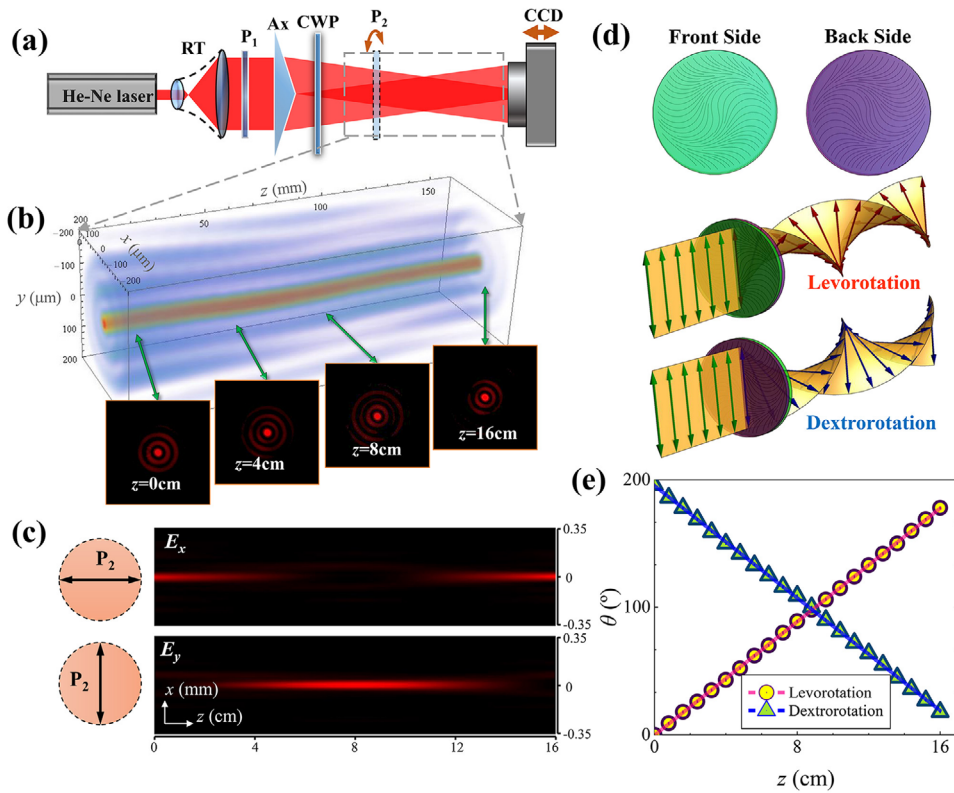 (a)
RT
P1
Ax
CWP
P2
CCD
He-Ne laser
(b)
z (mm)
50
100
150
200
100
0
x (μm)
100
200
-200
-100
y (μm)
0
100
200
z=0cm
z=4cm
z=8cm
z=16cm
(c)
P2
Ex
0.35
0
-0.35
P2
Ey
0.35
0
-0.35
x (mm)
z (cm)
0
4
8
12
16
(d)
Front Side
Back Side
Levorotation
Dextrorotation
(e)
200
100
0
θ (°)
Levorotation
Dextrorotation
0
8
16
z (cm)